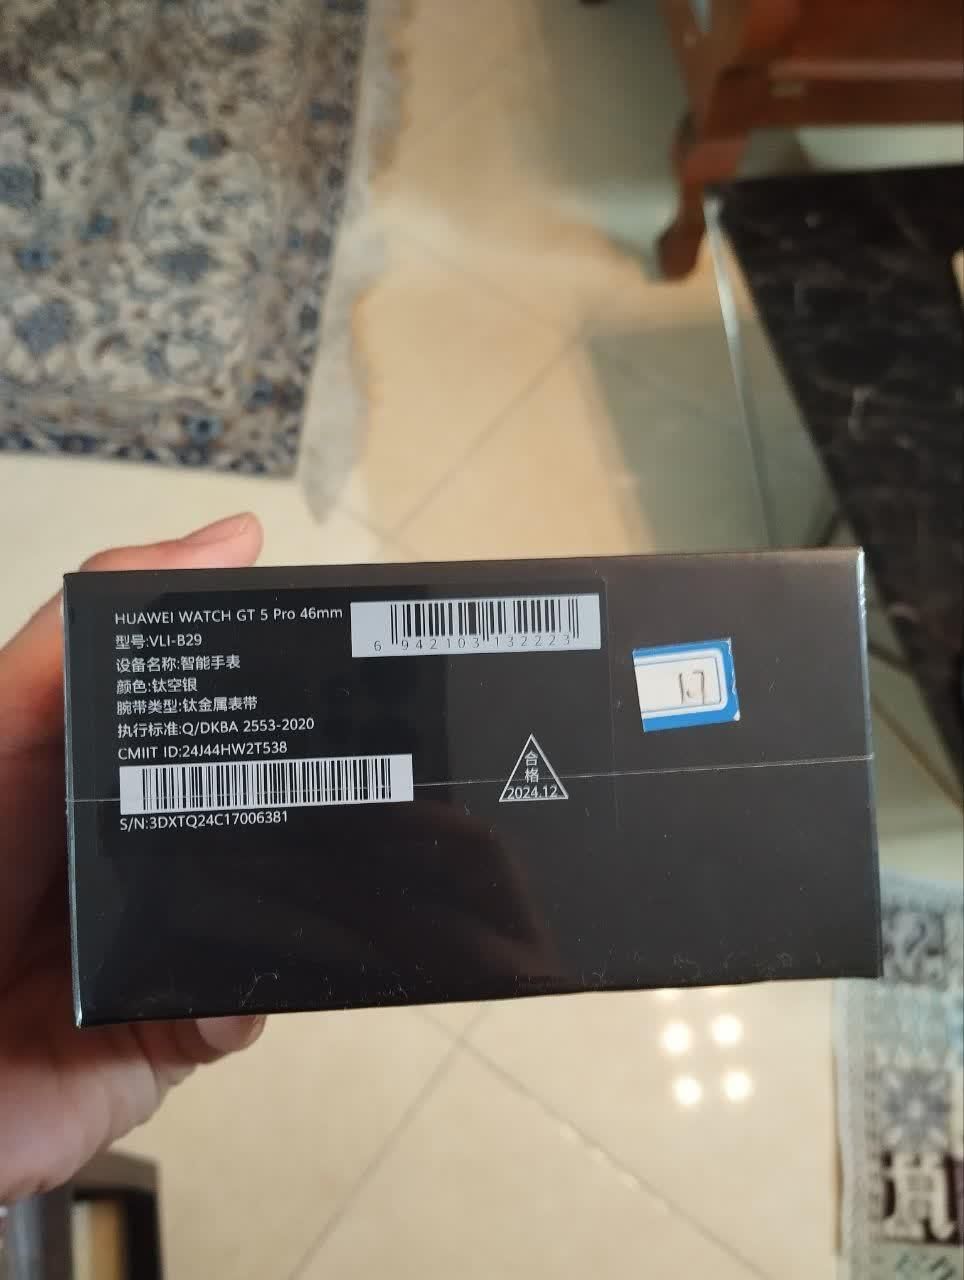 HUAWEI WATCH GT 5 Pro 46mm
型号:VLI-B29
设备名称:智能手表
颜色:钛空银
腕带类型:钛金属表带
执行标准:Q/DKBA 2553-2020
CMIIT ID:24J44HW2T538
S/N:3DXTQ24C17006381
6 942103 132223
合
格
2024.12